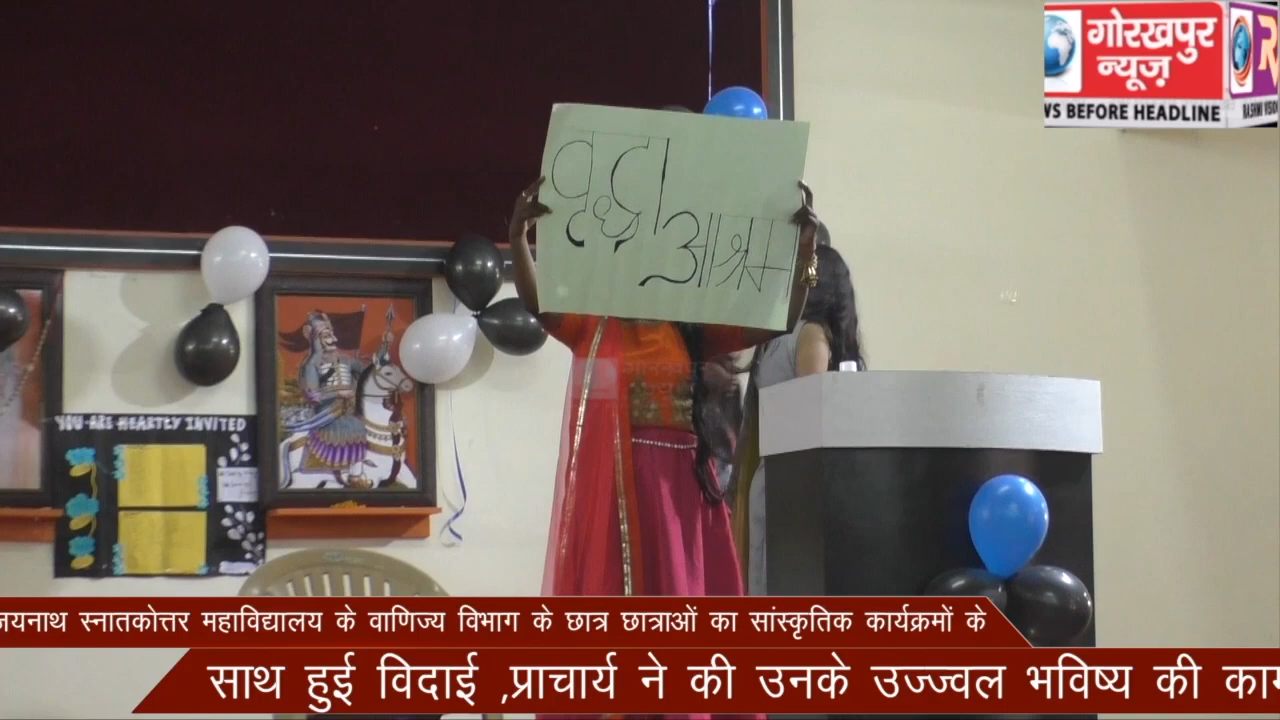 गोरखपुर
न्यूज़
WS BEFORE HEADLINE
वृद्धा
आश्रम
YOU ARE HEARTLY INVITED
स्नातकोत्तर महाविद्यालय के वाणिज्य विभाग के छात्र छात्राओं का सांस्कृतिक कार्यक्रमों के
साथ हुई विदाई ,प्राचार्य ने की उनके उज्ज्वल भविष्य की